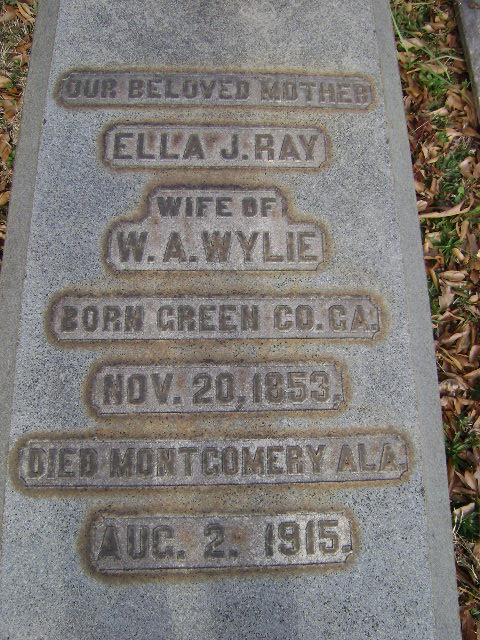 OUR BELOVED MOTHER
ELLA J. RAY
WIFE OF
W. A. WYLIE
BORN GREEN CO. GA.
NOV. 20, 1853.
DIED MONTGOMERY ALA.
AUG. 2. 1915.